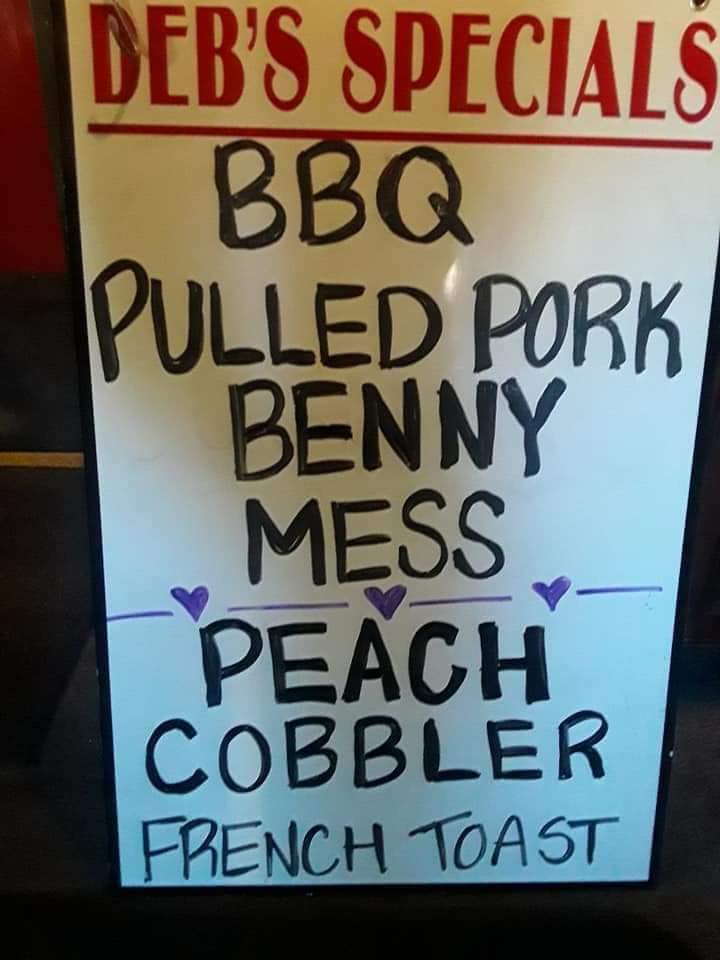 DEB'S SPECIALS
BBQ
PULLED PORK
BENNY
MESS
PEACH
COBBLER
FRENCH TOAST